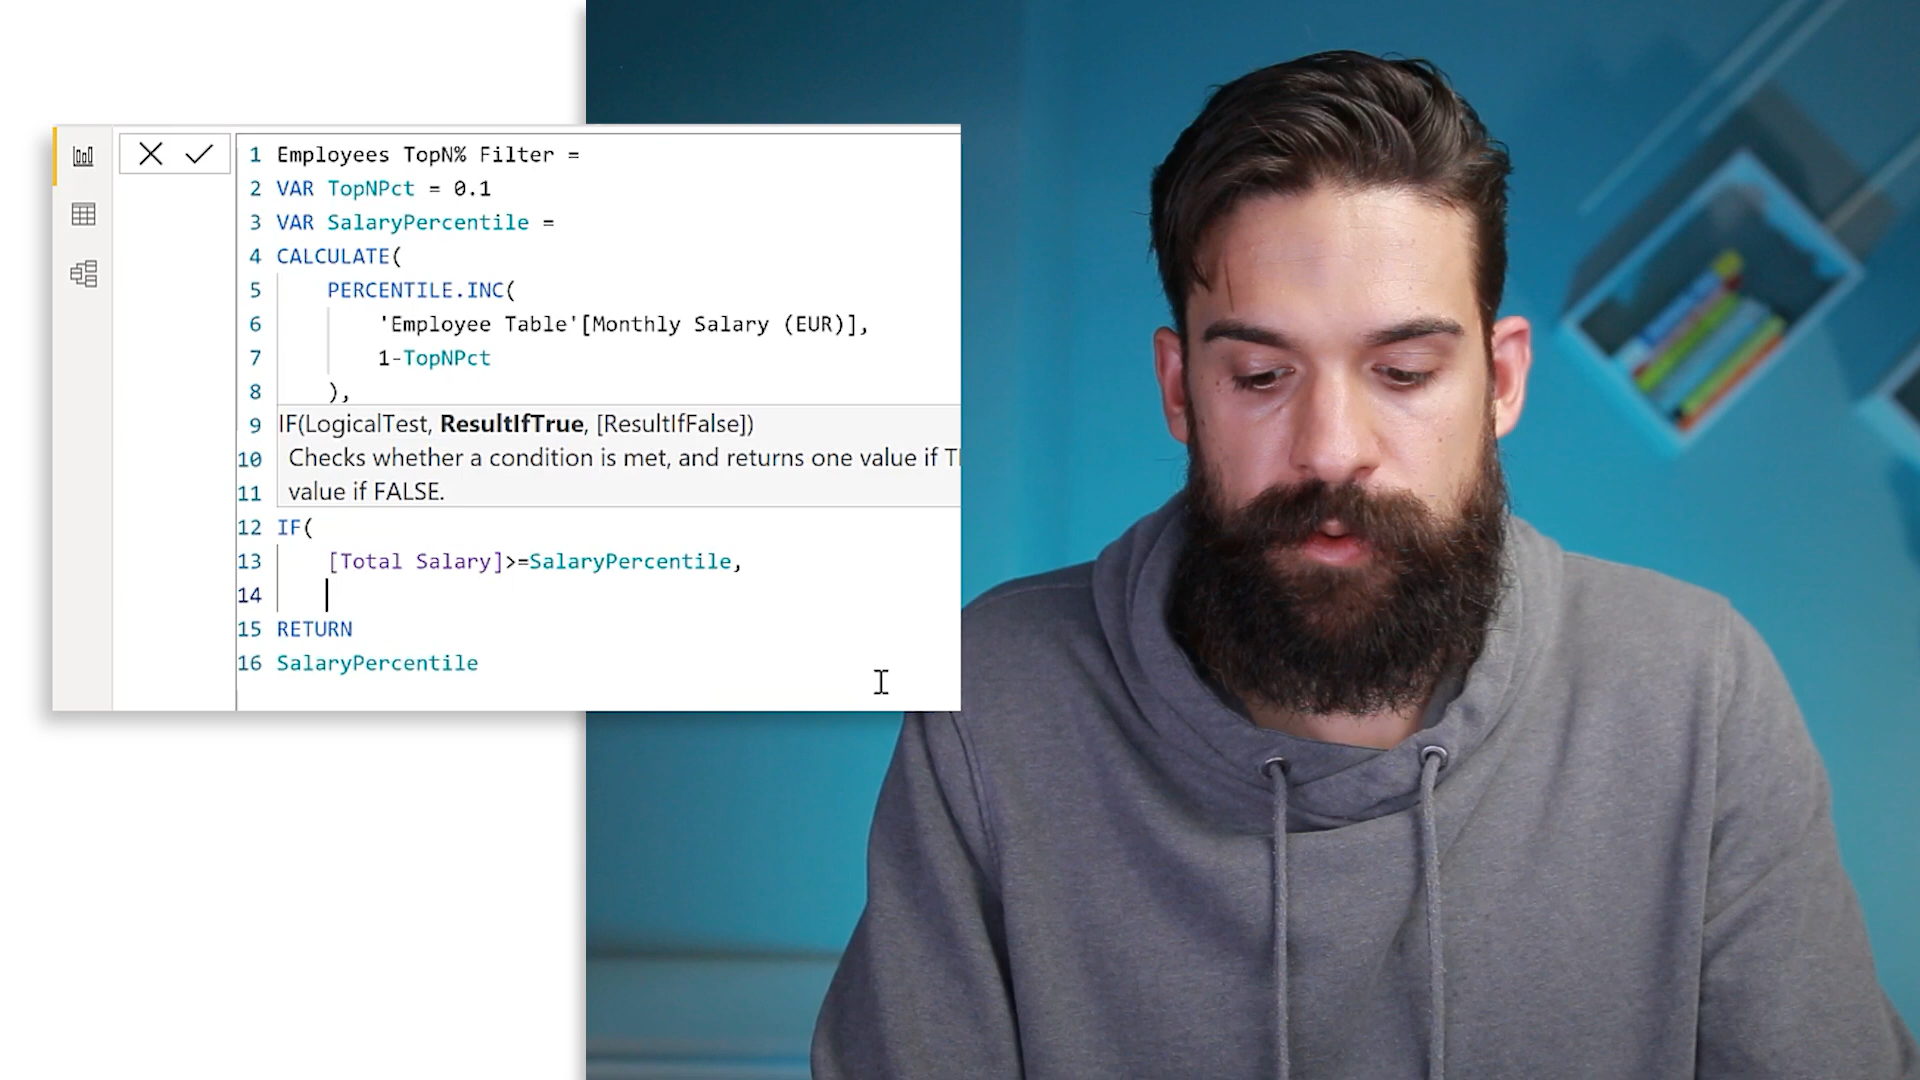 1 Employees TopN% Filter =
2 VAR TopNPct = 0.1
3 VAR SalaryPercentile =
4 CALCULATE(
5 PERCENTILE.INC(
6 'Employee Table'[Monthly Salary (EUR)],
7 1-TopNPct
8 ),
9 IF(LogicalTest, ResultIfTrue, [ResultIfFalse])
10 Checks whether a condition is met, and returns one value if
11 value if FALSE.
12 IF(
13 [Total Salary]>=SalaryPercentile,
14
15 RETURN
16 SalaryPercentile